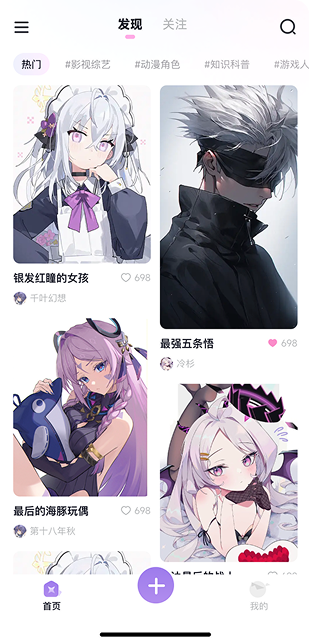 发现 关注
热门 #影视综艺 #动漫角色 #知识科普 #游戏人
银发红瞳的女孩 698
千叶幻想
最强五条悟 698
冷杉
最后的海豚玩偶 698
第十八年秋
首页
我的